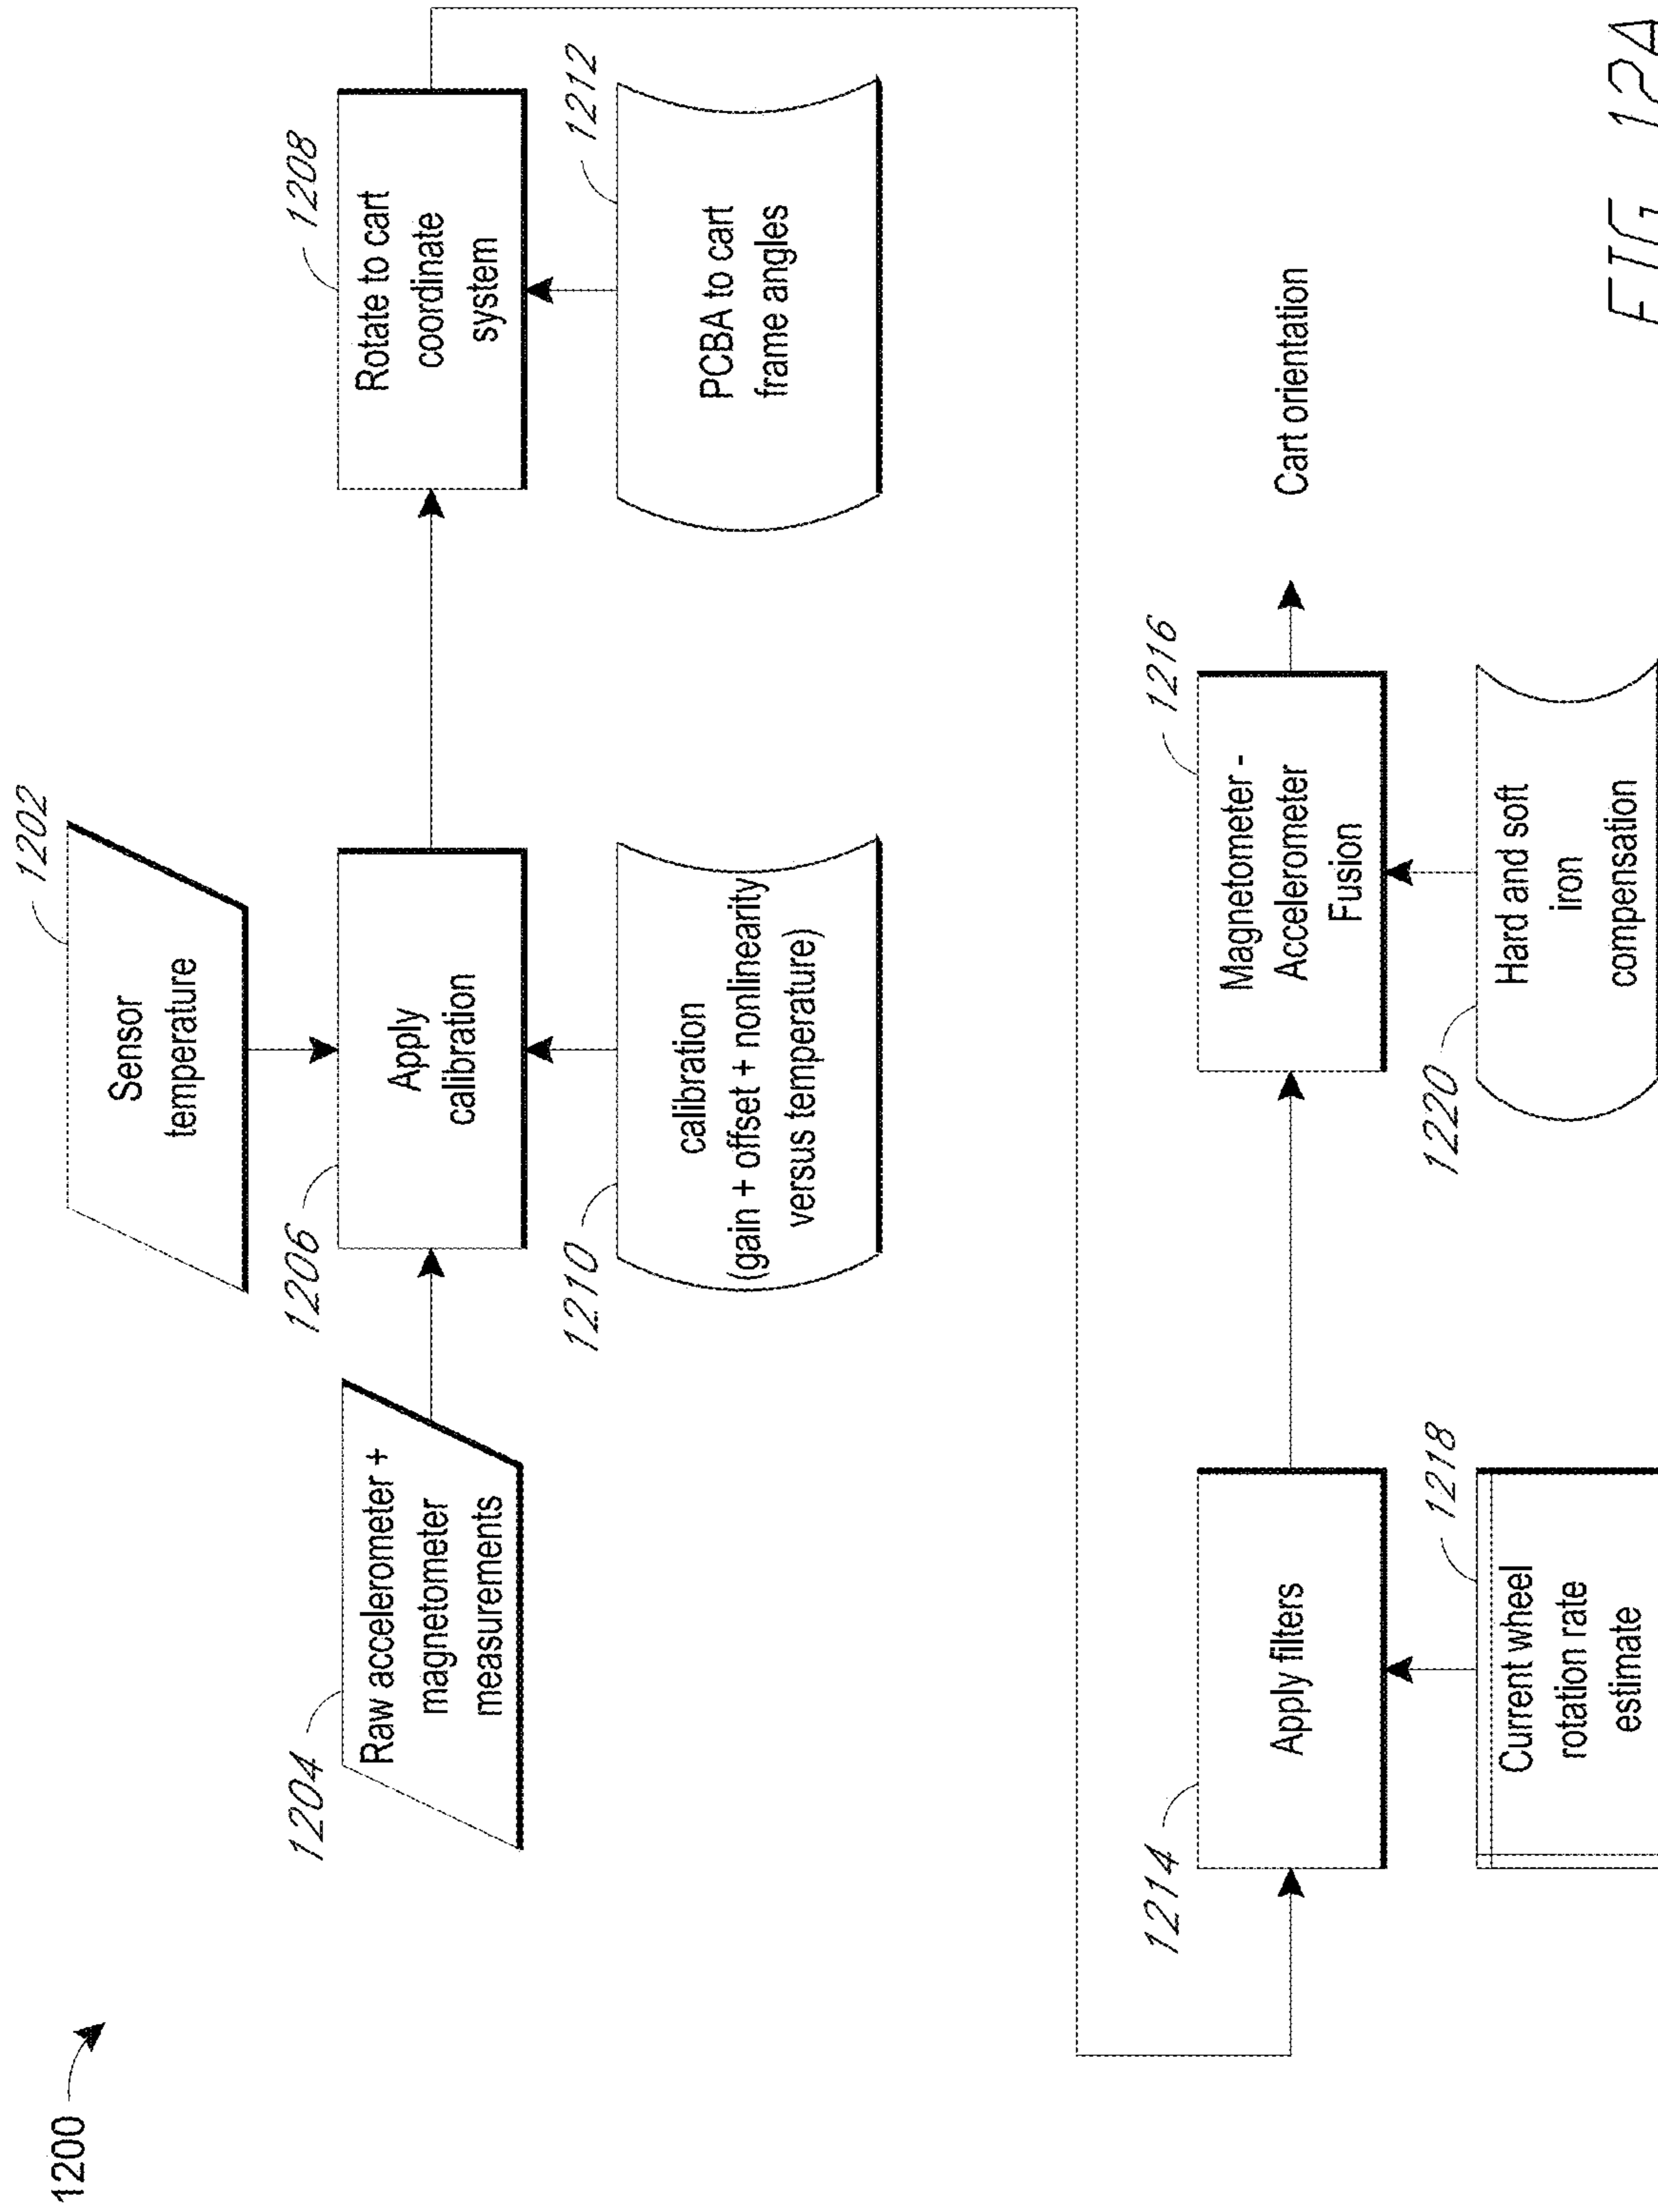 1200
1202
Sensor
temperature
1204
Raw accelerometer +
magnetometer
measurements
1206
Apply
calibration
1208
Rotate to cart
coordinate
system
1210
calibration
(gain + offset + nonlinearity
versus temperature)
1212
PCBA to cart
frame angles
1214
Apply filters
1216
Magnetometer -
Accelerometer
Fusion
Cart orientation
1218
Current wheel
rotation rate
estimate
1220
Hard and soft
iron
compensation
FIG. 12A